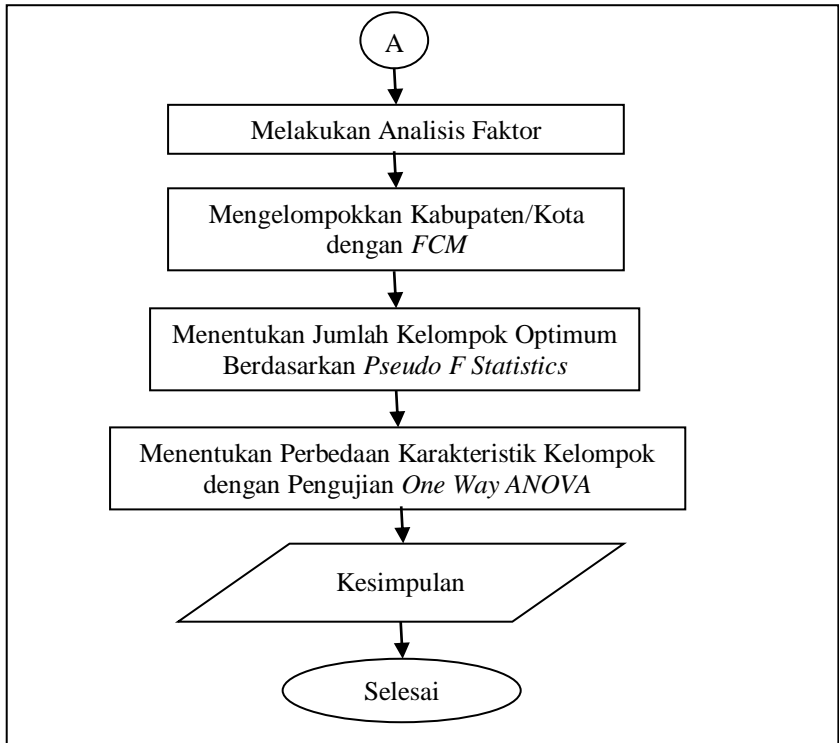 A
Melakukan Analisis Faktor
Mengelompokkan Kabupaten/Kota
dengan FCM
Menentukan Jumlah Kelompok Optimum
Berdasarkan Pseudo F Statistics
Menentukan Perbedaan Karakteristik Kelompok
dengan Pengujian One Way ANOVA
Kesimpulan
Selesai